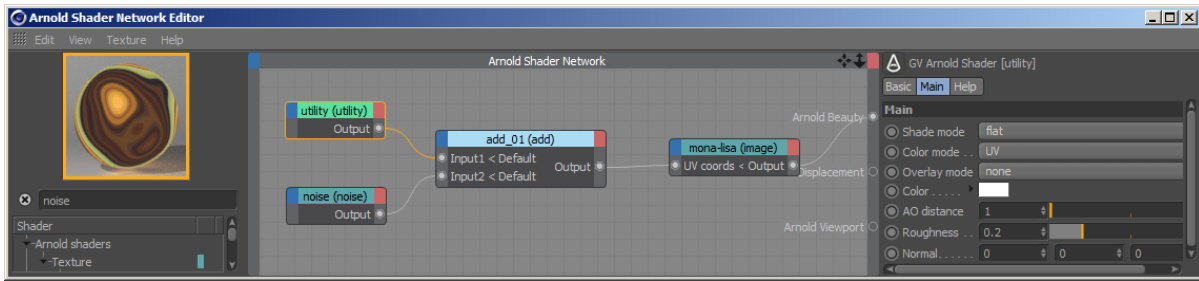 Arnold Shader Network Editor
Edit View Texture Help
noise
Shader
Arnold shaders
Texture
Arnold Shader Network
utility (utility)
Output
noise (noise)
Output
add_01 (add)
Input1 < Default
Input2 < Default
Output
mona-lisa (image)
UV coords < Output
Arnold Beauty
Displacement
Arnold Viewport
GV Arnold Shader [utility]
Basic Main Help
Main
Shade mode flat
Color mode . . UV
Overlay mode none
Color . . . . .
AO distance 1
Roughness . . 0.2
Normal. . . . . . 0 0 0